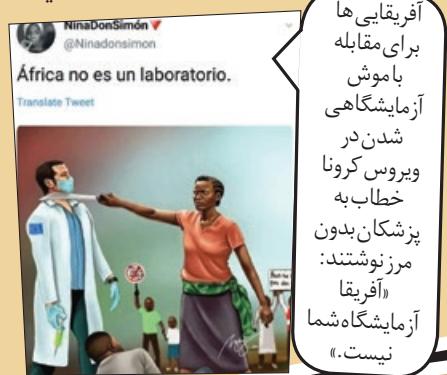 NinaDonSimón
@Ninadonsimon
África no es un laboratorio.
Translate Tweet
آفریقایی‌ها
برای مقابله
با موش
آزمایشگاهی
شدن در
ویروس کرونا
خطاب به
پزشکان بدون
مرز نوشتند:
«آفریقا
آزمایشگاه شما
نیست.»